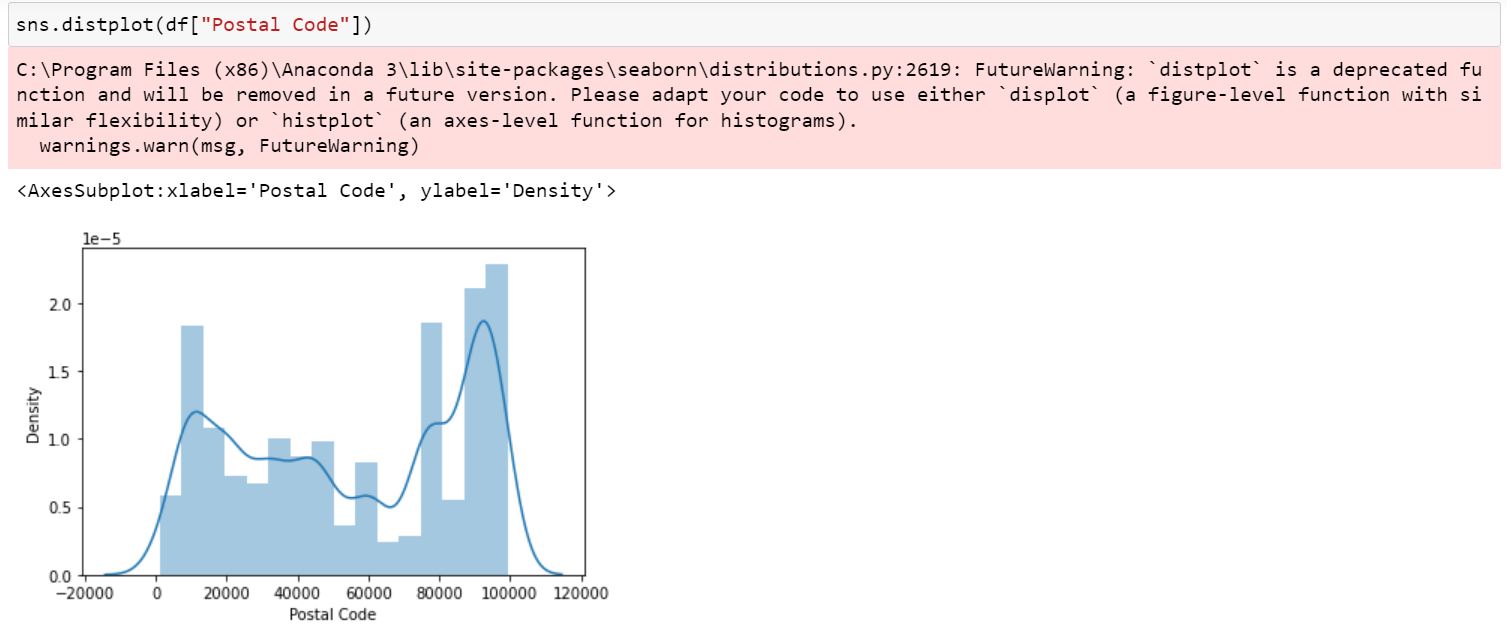 sns.distplot(df["Postal Code"])
C:\Program Files (x86)\Anaconda 3\lib\site-packages\seaborn\distributions.py:2619: FutureWarning: `distplot` is a deprecated fu
nction and will be removed in a future version. Please adapt your code to use either `displot` (a figure-level function with si
milar flexibility) or `histplot` (an axes-level function for histograms).
  warnings.warn(msg, FutureWarning)
<AxesSubplot:xlabel='Postal Code', ylabel='Density'>
1e−5
2.0
1.5
1.0
0.5
0.0
Density
−20000 0 20000 40000 60000 80000 100000 120000
Postal Code